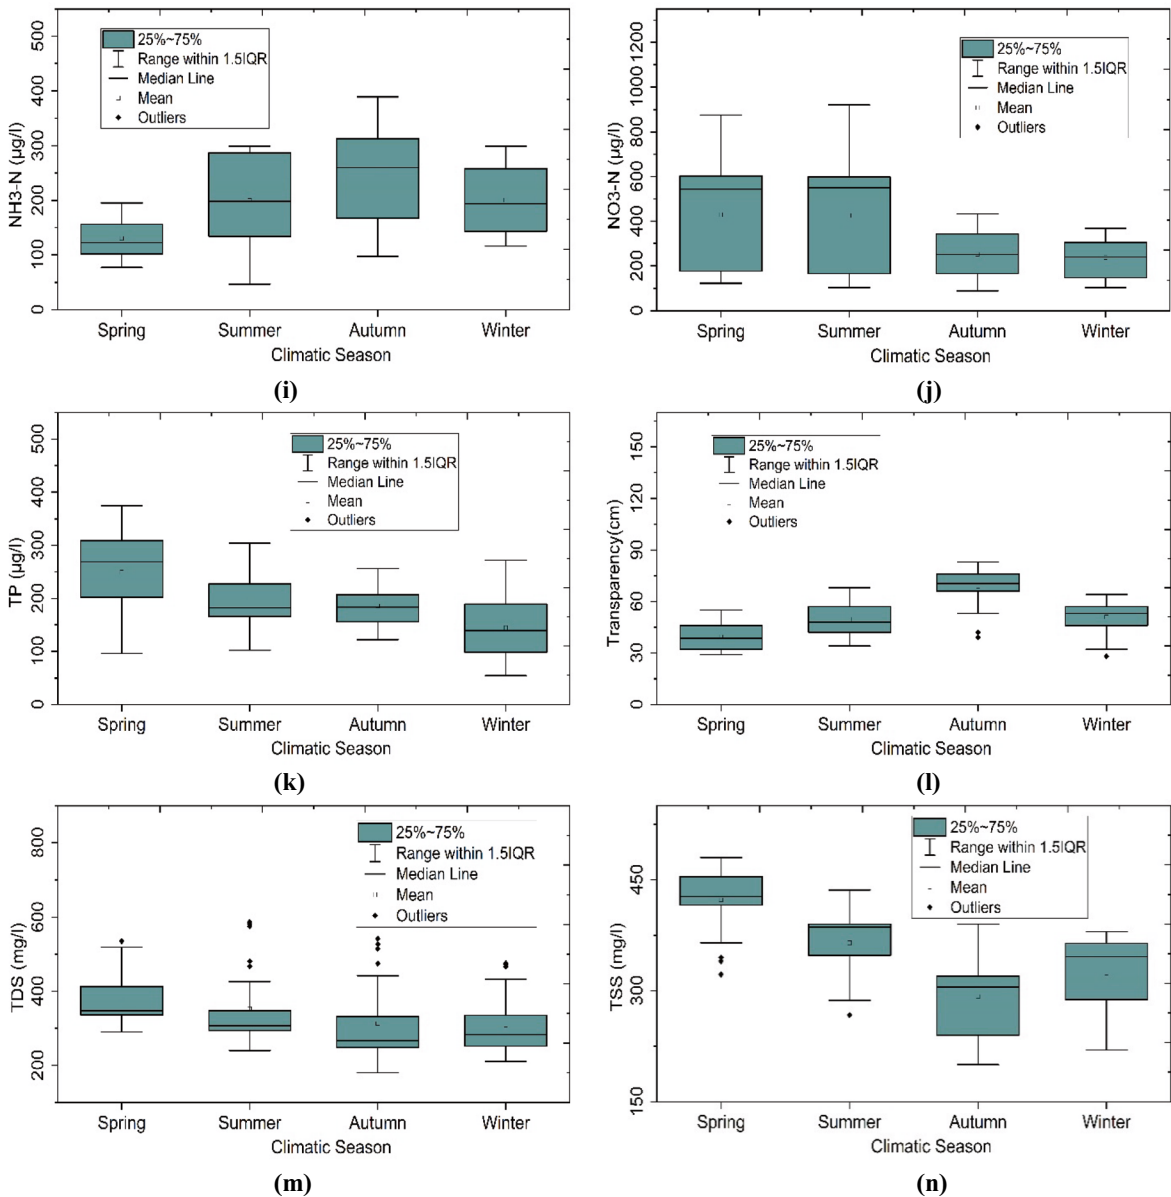 500
400
300
200
100
0
NH3-N (µg/l)
25%~75%
Range within 1.5IQR
Median Line
Mean
Outliers
Spring Summer Autumn Winter
Climatic Season
(i)
1200
1000
800
600
400
200
0
NO3-N (µg/l)
25%~75%
Range within 1.5IQR
Median Line
Mean
Outliers
Spring Summer Autumn Winter
Climatic Season
(j)
500
400
300
200
100
0
TP (µg/l)
25%~75%
Range within 1.5IQR
Median Line
Mean
Outliers
Spring Summer Autumn Winter
Climatic Season
(k)
150
120
90
60
30
0
Transparency(cm)
25%~75%
Range within 1.5IQR
Median Line
Mean
Outliers
Spring Summer Autumn Winter
Climatic Season
(l)
800
600
400
200
TDS (mg/l)
25%~75%
Range within 1.5IQR
Median Line
Mean
Outliers
Spring Summer Autumn Winter
Climatic Season
(m)
450
300
150
TSS (mg/l)
25%~75%
Range within 1.5IQR
Median Line
Mean
Outliers
Spring Summer Autumn Winter
Climatic Season
(n)